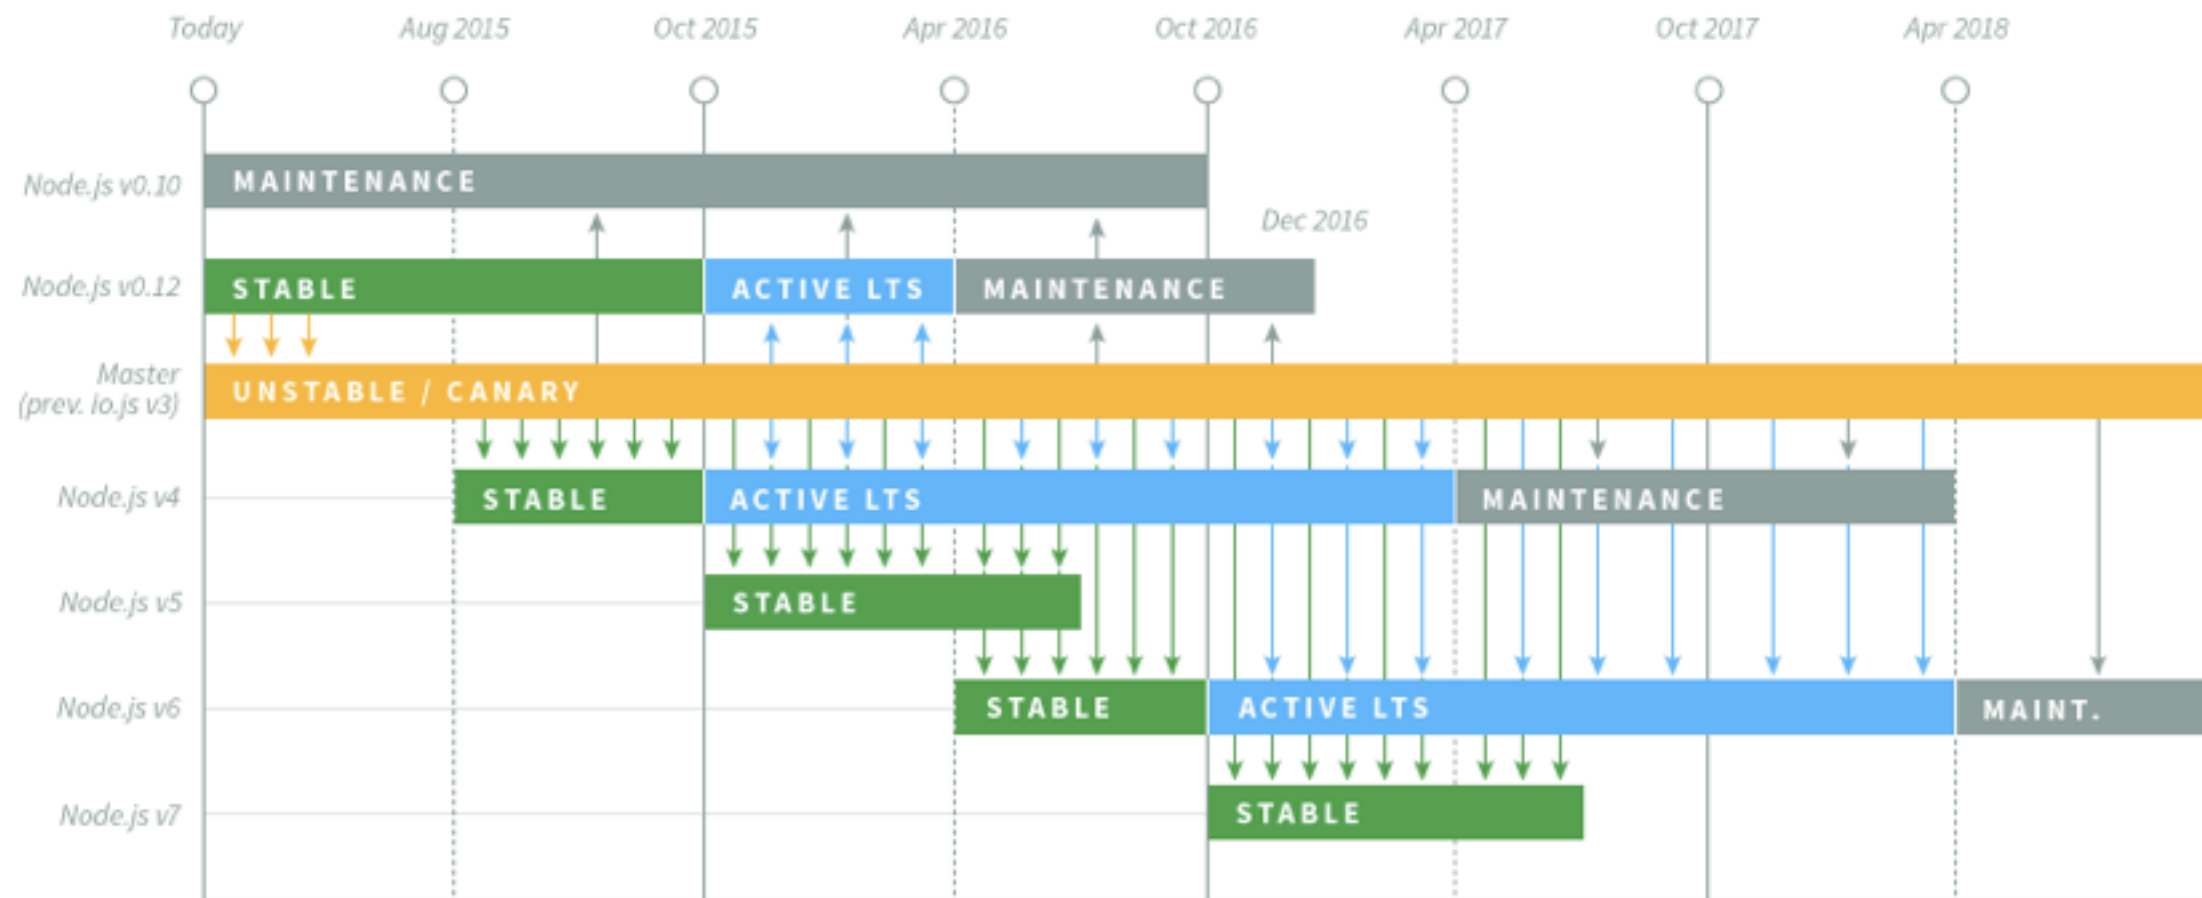 Today
Aug 2015
Oct 2015
Apr 2016
Oct 2016
Apr 2017
Oct 2017
Apr 2018
Node.js v0.10
MAINTENANCE
Dec 2016
Node.js v0.12
STABLE
ACTIVE LTS
MAINTENANCE
Master
(prev. io.js v3)
UNSTABLE / CANARY
Node.js v4
STABLE
ACTIVE LTS
MAINTENANCE
Node.js v5
STABLE
Node.js v6
STABLE
ACTIVE LTS
MAINT.
Node.js v7
STABLE